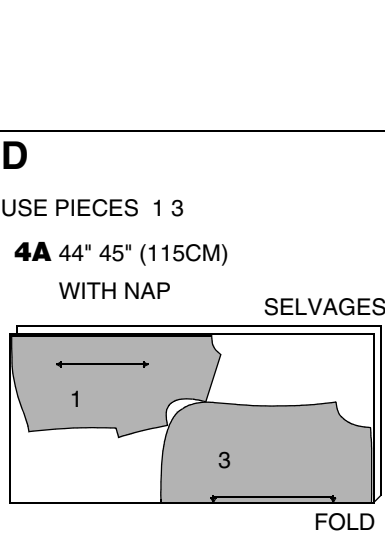 D
USE PIECES 1 3
4A 44" 45" (115CM)
WITH NAP
SELVAGES
1
3
FOLD